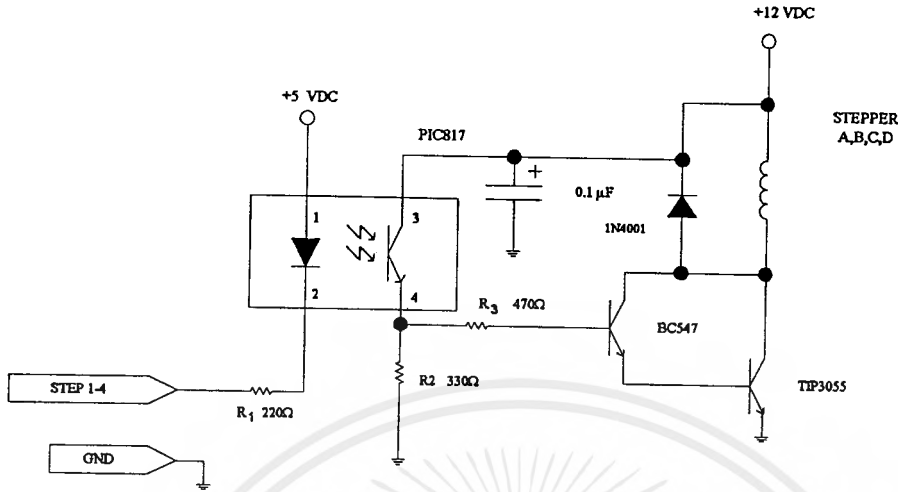 +12 VDC
+5 VDC
PIC817
STEPPER
A,B,C,D
+
0.1 µF
1N4001
1
3
2
4
R3 470Ω
BC547
STEP 1-4
R1 220Ω
R2 330Ω
TIP3055
GND